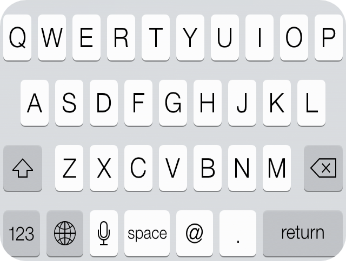 Q W E R T Y U I O P
A S D F G H J K L
Z X C V B N M
123 space @ . return